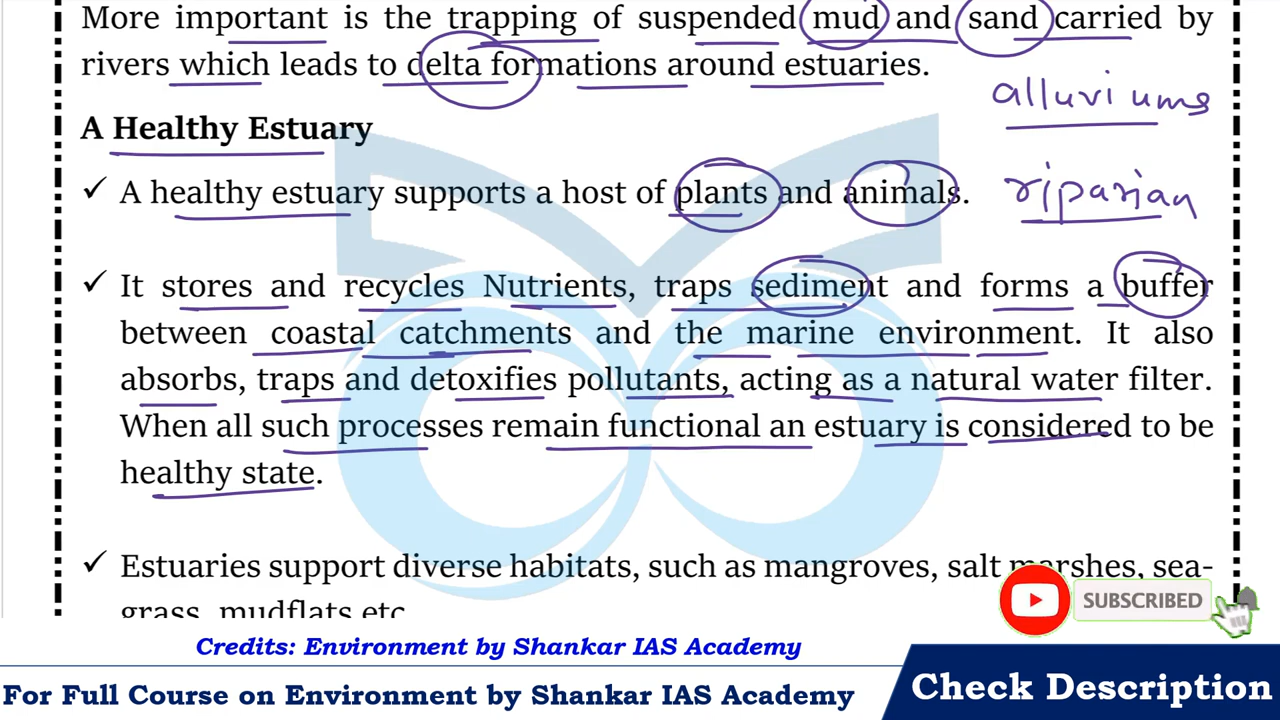 More important is the trapping of suspended mud and sand carried by
rivers which leads to delta formations around estuaries.
alluviums
A Healthy Estuary
✓ A healthy estuary supports a host of plants and animals.
riparian
✓ It stores and recycles Nutrients, traps sediment and forms a buffer
between coastal catchments and the marine environment. It also
absorbs, traps and detoxifies pollutants, acting as a natural water filter.
When all such processes remain functional an estuary is considered to be
healthy state.
✓ Estuaries support diverse habitats, such as mangroves, salt marshes, sea-
grass, mudflats etc
SUBSCRIBED
Credits: Environment by Shankar IAS Academy
For Full Course on Environment by Shankar IAS Academy
Check Description